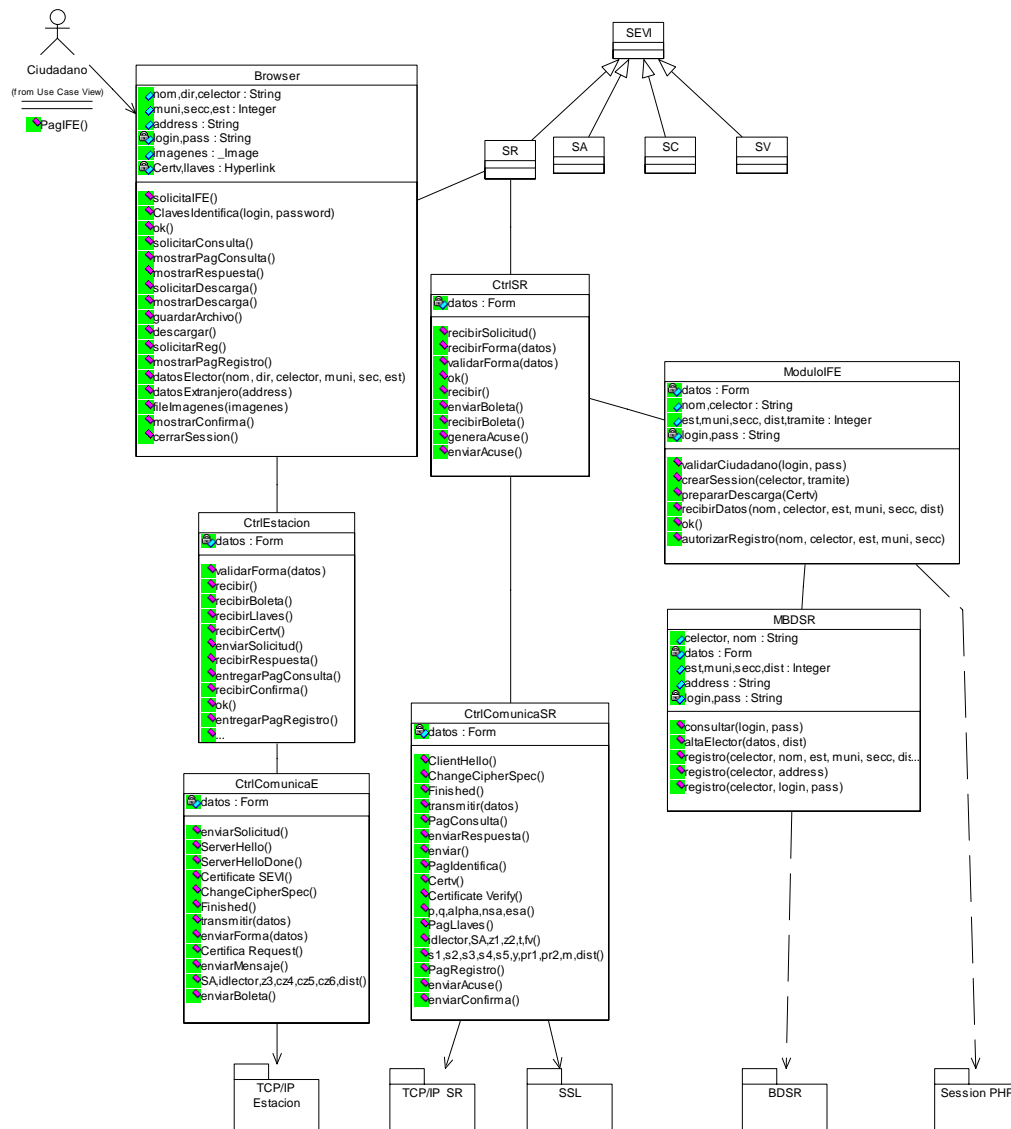 Ciudadano
(from Use Case View)
PagIFE()
Browser
nom,dir,celector : String
muni,secc,est : Integer
address : String
login,pass : String
imagenes : _Image
Certv,llaves : Hyperlink
solicitaIFE()
ClavesIdentifica(login, password)
ok()
solicitarConsulta()
mostrarPagConsulta()
mostrarRespuesta()
solicitarDescarga()
mostrarDescarga()
guardarArchivo()
descargar()
solicitarReg()
mostrarPagRegistro()
datosElector(nom, dir, celector, muni, sec, est)
datosExtranjero(address)
fileImagenes(imagenes)
mostrarConfirma()
cerrarSession()
SEVI
SR
SA
SC
SV
CtrlSR
datos : Form
recibirSolicitud()
recibirForma(datos)
validarForma(datos)
ok()
recibir()
enviarBoleta()
recibirBoleta()
generaAcuse()
enviarAcuse()
ModuloIFE
datos : Form
nom,celector : String
est,muni,secc, dist,tramite : Integer
login,pass : String
validarCiudadano(login, pass)
crearSession(celector, tramite)
prepararDescarga(Certv)
recibirDatos(nom, celector, est, muni, secc, dist)
ok()
autorizarRegistro(nom, celector, est, muni, secc)
CtrlEstacion
datos : Form
validarForma(datos)
recibir()
recibirBoleta()
recibirLlaves()
recibirCertv()
enviarSolicitud()
recibirRespuesta()
entregarPagConsulta()
recibirConfirma()
ok()
entregarPagRegistro()
...
MBDSR
celector, nom : String
datos : Form
est,muni,secc,dist : Integer
address : String
login,pass : String
consultar(login, pass)
altaElector(datos, dist)
registro(celector, nom, est, muni, secc, dis...
registro(celector, address)
registro(celector, login, pass)
CtrlComunicaE
datos : Form
enviarSolicitud()
ServerHello()
ServerHelloDone()
Certificate SEVI()
ChangeCipherSpec()
Finished()
transmitir(datos)
enviarForma(datos)
Certifica Request()
enviarMensaje()
SA,idlector,z3,cz4,cz5,cz6,dist()
enviarBoleta()
CtrlComunicaSR
datos : Form
ClientHello()
ChangeCipherSpec()
Finished()
transmitir(datos)
PagConsulta()
enviarRespuesta()
enviar()
PagIdentifica()
Certv()
Certificate Verify()
p,q,alpha,nsa,esa()
PagLlaves()
idlector,SA,z1,z2,t,fv()
s1,s2,s3,s4,s5,y,pr1,pr2,m,dist()
PagRegistro()
enviarAcuse()
enviarConfirma()
TCP/IP
Estacion
TCP/IP SR
SSL
BDSR
Session PHP